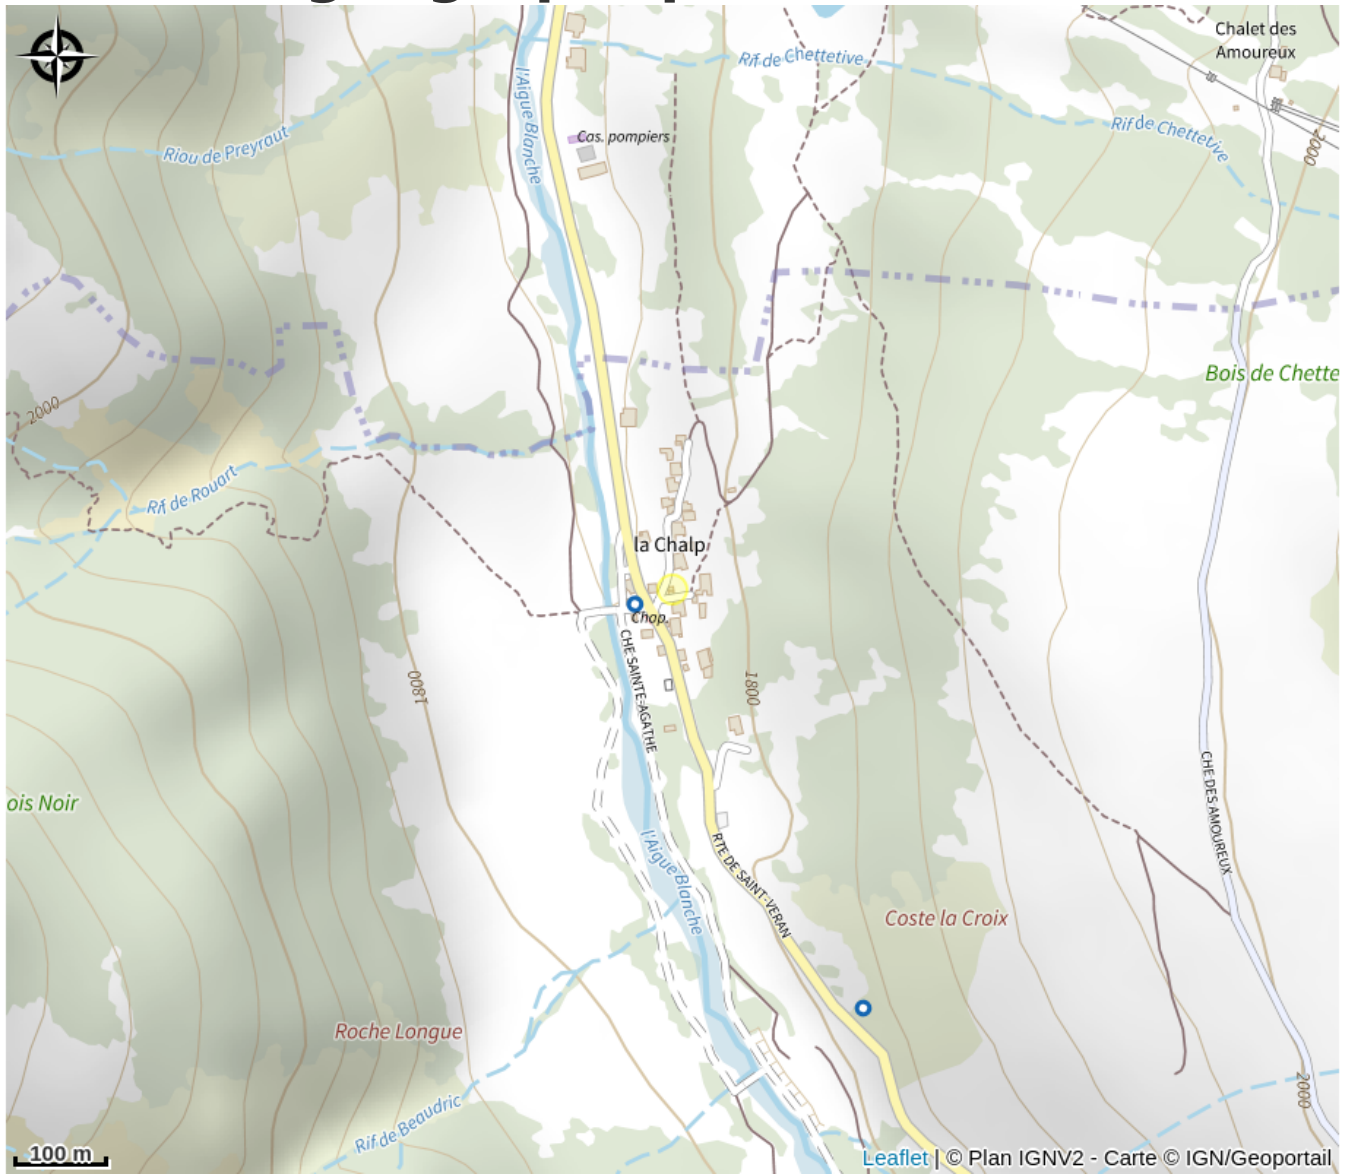 Chalet des
Amoureux
Rif de Chettetive
l'Aigue Blanche
Cas. pompiers
Rif de Chettetive
Riou de Preyraut
2000
Bois de Chette
2000
Rif de Rouart
la Chalp
Chap.
CHE SAINTE-AGATHE
1800
1800
CHE DES AMOUREUX
ois Noir
l'Aigue Blanche
RTE DE SAINT-VERAN
Coste la Croix
Roche Longue
2000
Rif de Beaudric
100 m
Leaflet | © Plan IGNV2 - Carte © IGN/Geoportail